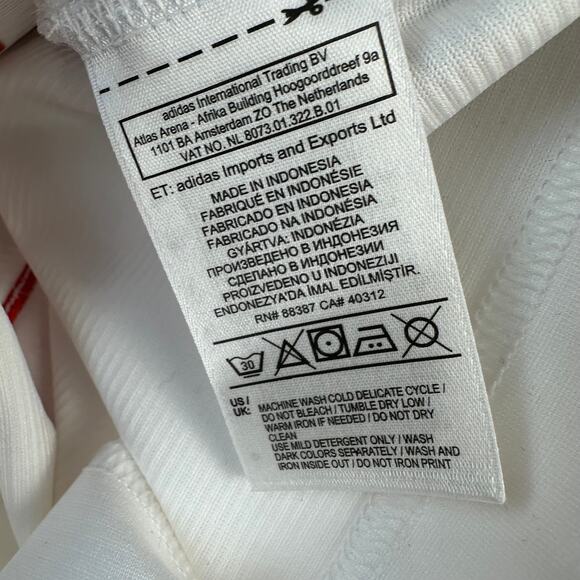 adidas International Trading BV
Atlas Arena - Afrika Building Hoogoorddreef 9a
1101 BA Amsterdam ZO The Netherlands
VAT NO. NL 8073.01.322.B.01
ET: adidas Imports and Exports Ltd
MADE IN INDONESIA
FABRIQUÉ EN INDONÉSIE
FABRICADO EN INDONESIA
FABRICADO NA INDONÉSIA
GYÁRTVA: INDONÉZIA
ПРОИЗВЕДЕНО В ИНДОНЕЗИЯ
СДЕЛАНО В ИНДОНЕЗИИ
PROIZVEDENO U INDONEZIJI
ENDONEZYA'DA İMAL EDİLMİŞTİR.
RN# 88387 CA# 40312
30
US / UK: MACHINE WASH COLD DELICATE CYCLE /
DO NOT BLEACH / TUMBLE DRY LOW /
WARM IRON IF NEEDED / DO NOT DRY
CLEAN
USE MILD DETERGENT ONLY / WASH
DARK COLORS SEPARATELY / WASH AND
IRON INSIDE OUT / DO NOT IRON PRINT